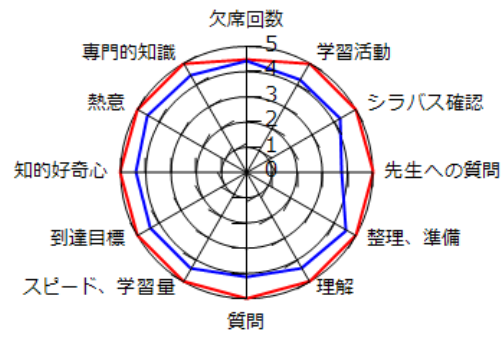 欠席回数
専門的知識
5
学習活動
4
熱意
3
シラバス確認
2
1
知的好奇心
0
先生への質問
到達目標
整理、準備
スピード、学習量
理解
質問